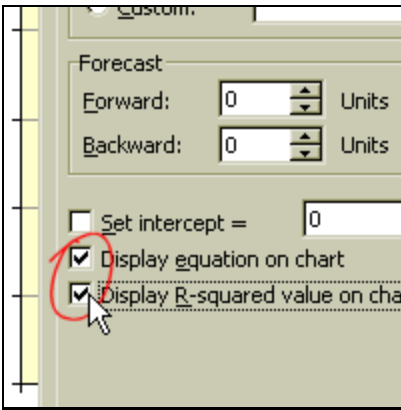 Custom:
Forecast
Forward: 0 Units
Backward: 0 Units
Set intercept = 0
Display equation on chart
Display R-squared value on cha